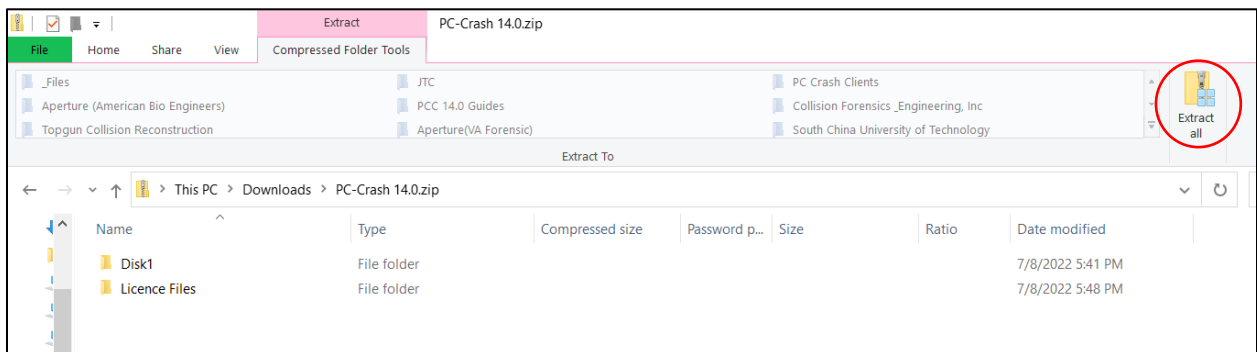 Extract PC-Crash 14.0.zip
File Home Share View Compressed Folder Tools
_Files JTC PC Crash Clients
Aperture (American Bio Engineers) PCC 14.0 Guides Collision Forensics _Engineering, Inc
Topgun Collision Reconstruction Aperture(VA Forensic) South China University of Technology
Extract
all
Extract To
This PC > Downloads > PC-Crash 14.0.zip
Name Type Compressed size Password p... Size Ratio Date modified
Disk1 File folder 7/8/2022 5:41 PM
Licence Files File folder 7/8/2022 5:48 PM